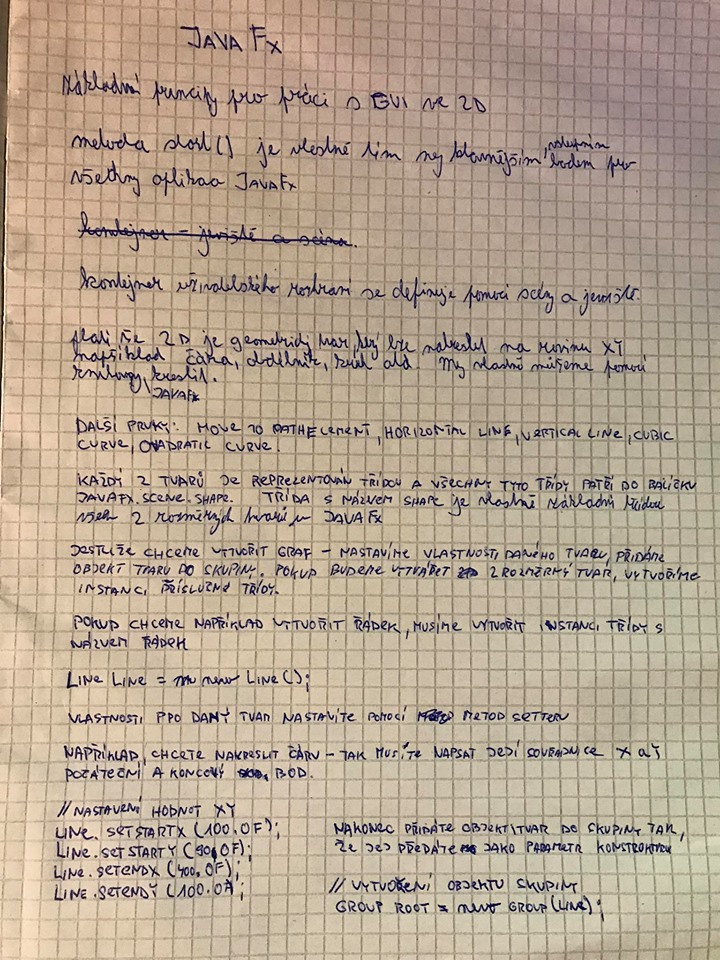 JAVA FX
Základní principy pro práci s GUI ve 2D
metoda start() je vlastně tím nejhlavnějším vstupním bodem pro
všechny aplikace JAVAFX
kontejner - jeviště a scéna.
kontejner uživatelského rozhraní se definuje pomocí scény a jeviště.
platí že 2D je geometrický tvar, lze na rovinu XY
například čára, obdélník, kruh atd. My vlastně můžeme pomocí
knihovny kreslit.
JAVAFX
DALŠÍ PRVKY: MOVE TO PATHELEMENT, HORIZONTAL LINE, VERTICAL LINE, CUBIC
CURVE, QVADRATIC CURVE.
KAŽDÝ Z TVARŮ JE REPREZENTOVÁN TŘÍDOU A VŠECHNY TYTO TŘÍDY PATŘÍ DO BALÍČKU
JAVAFX.SCENE.SHAPE. TŘÍDA S NÁZVEM SHAPE je vlastně základní třídou
všech 2 rozměrných tvarů v JAVAFX
JESTLIŽE CHCEME VYTVOŘIT GRAF - NASTAVÍME VLASTNOSTI DANÉHO TVARU, PŘIDÁME
OBJEKT TVARU DO SKUPINY. POKUD BUDEME VYTVÁŘET 2 ROZMĚRNÝ TVAR, VYTVOŘÍME
INSTANCI PŘÍSLUŠNÉ TŘÍDY.
POKUD CHCEME NAPŘÍKLAD VYTVOŘIT ŘÁDEK, MUSÍME VYTVOŘIT INSTANCI TŘÍDY S
NÁZVEM ŘÁDEK
LINE LINE = new LINE();
VLASTNOSTI PRO DANÝ TVAR NASTAVÍTE POMOCÍ METOD SETTERU
NAPŘÍKLAD, CHCETE NAKRESLIT ČÁRU - TAK MUSÍTE NAPSAT JEJÍ SOUŘADNICE X a Y
POČÁTEČNÍ A KONCOVÝ BOD.
// NASTAVENÍ HODNOT XY
LINE.SETSTARTX(100.0F);
LINE.SETSTARTY(90.0F);
LINE.SETENDX(400.0F);
LINE.SETENDY(100.0F);
NAKONEC PŘIDÁTE OBJEKT\TVAR DO SKUPINY TAK,
ŽE JEJ PŘEDÁTE JAKO PARAMETR KONSTRUKTORU
// VYTVOŘENÍ OBJEKTU SKUPINY
GROUP ROOT = new GROUP(LINE);